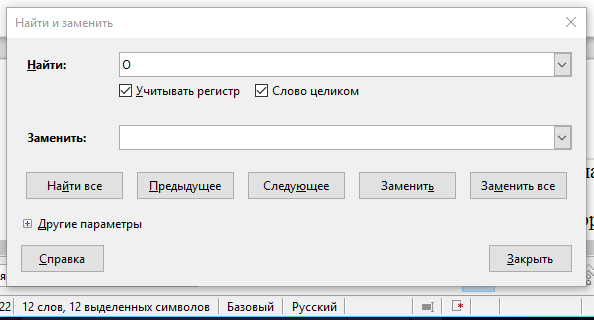 Найти и заменить
Найти:
О
Учитывать регистр
Слово целиком
Заменить:
Найти все
Предыдущее
Следующее
Заменить
Заменить все
Другие параметры
Справка
Закрыть
22
12 слов, 12 выделенных символов
Базовый
Русский